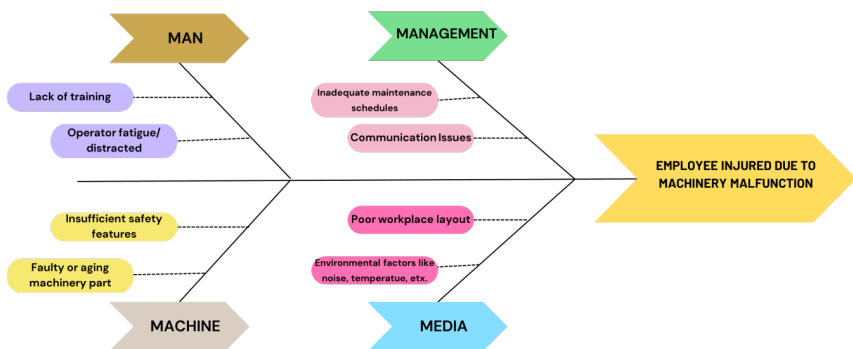 MAN
MANAGEMENT
Lack of training
Operator fatigue/
distracted
Inadequate maintenance
schedules
Communication Issues
EMPLOYEE INJURED DUE TO
MACHINERY MALFUNCTION
Insufficient safety
features
Faulty or aging
machinery part
Poor workplace layout
Environmental factors like
noise, temperatue, etx.
MACHINE
MEDIA